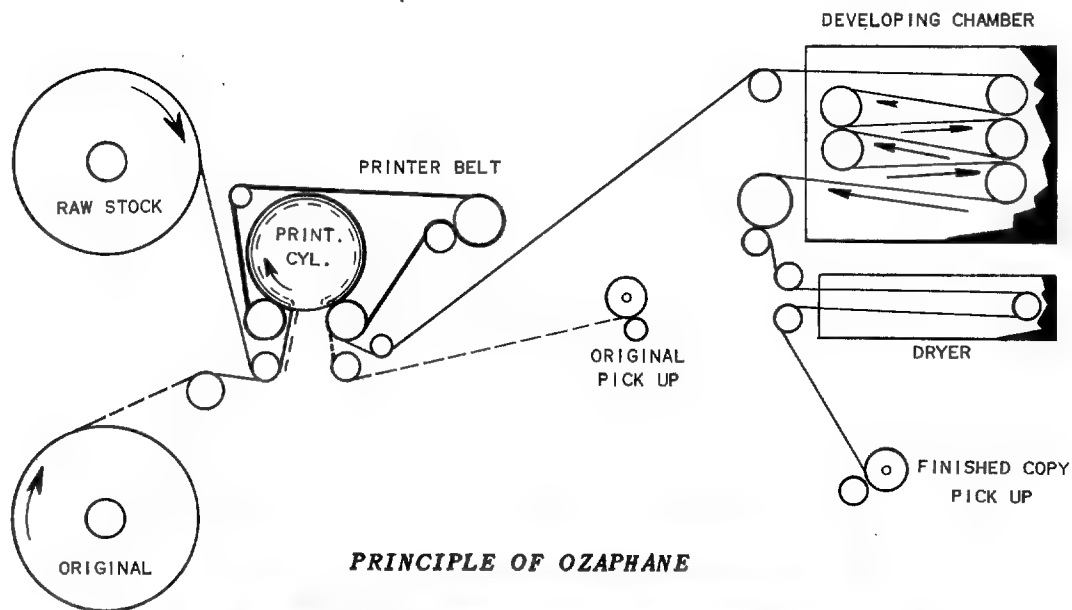 DEVELOPING CHAMBER
RAW STOCK
PRINTER BELT
PRINT.
CYL.
ORIGINAL
PICK UP
DRYER
FINISHED COPY
PICK UP
ORIGINAL
PRINCIPLE OF OZAPHANE